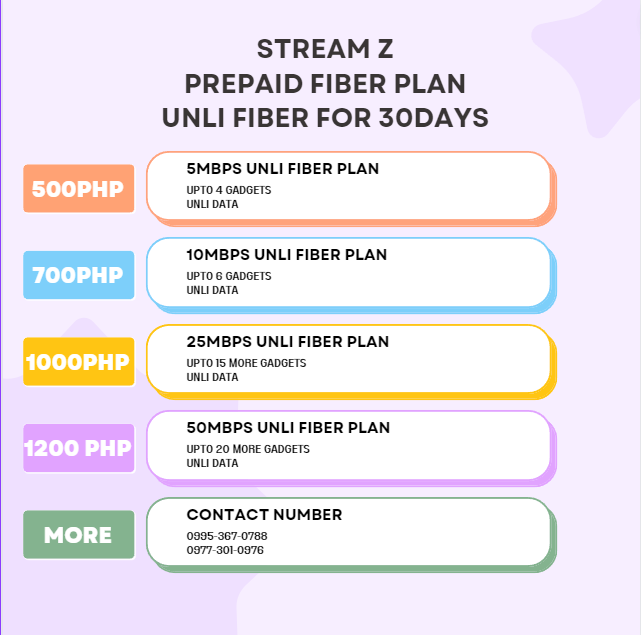 STREAM Z
PREPAID FIBER PLAN
UNLI FIBER FOR 30DAYS
500PHP
5MBPS UNLI FIBER PLAN
UPTO 4 GADGETS
UNLI DATA
700PHP
10MBPS UNLI FIBER PLAN
UPTO 6 GADGETS
UNLI DATA
1000PHP
25MBPS UNLI FIBER PLAN
UPTO 15 MORE GADGETS
UNLI DATA
1200 PHP
50MBPS UNLI FIBER PLAN
UPTO 20 MORE GADGETS
UNLI DATA
MORE
CONTACT NUMBER
0995-367-0788
0977-301-0976